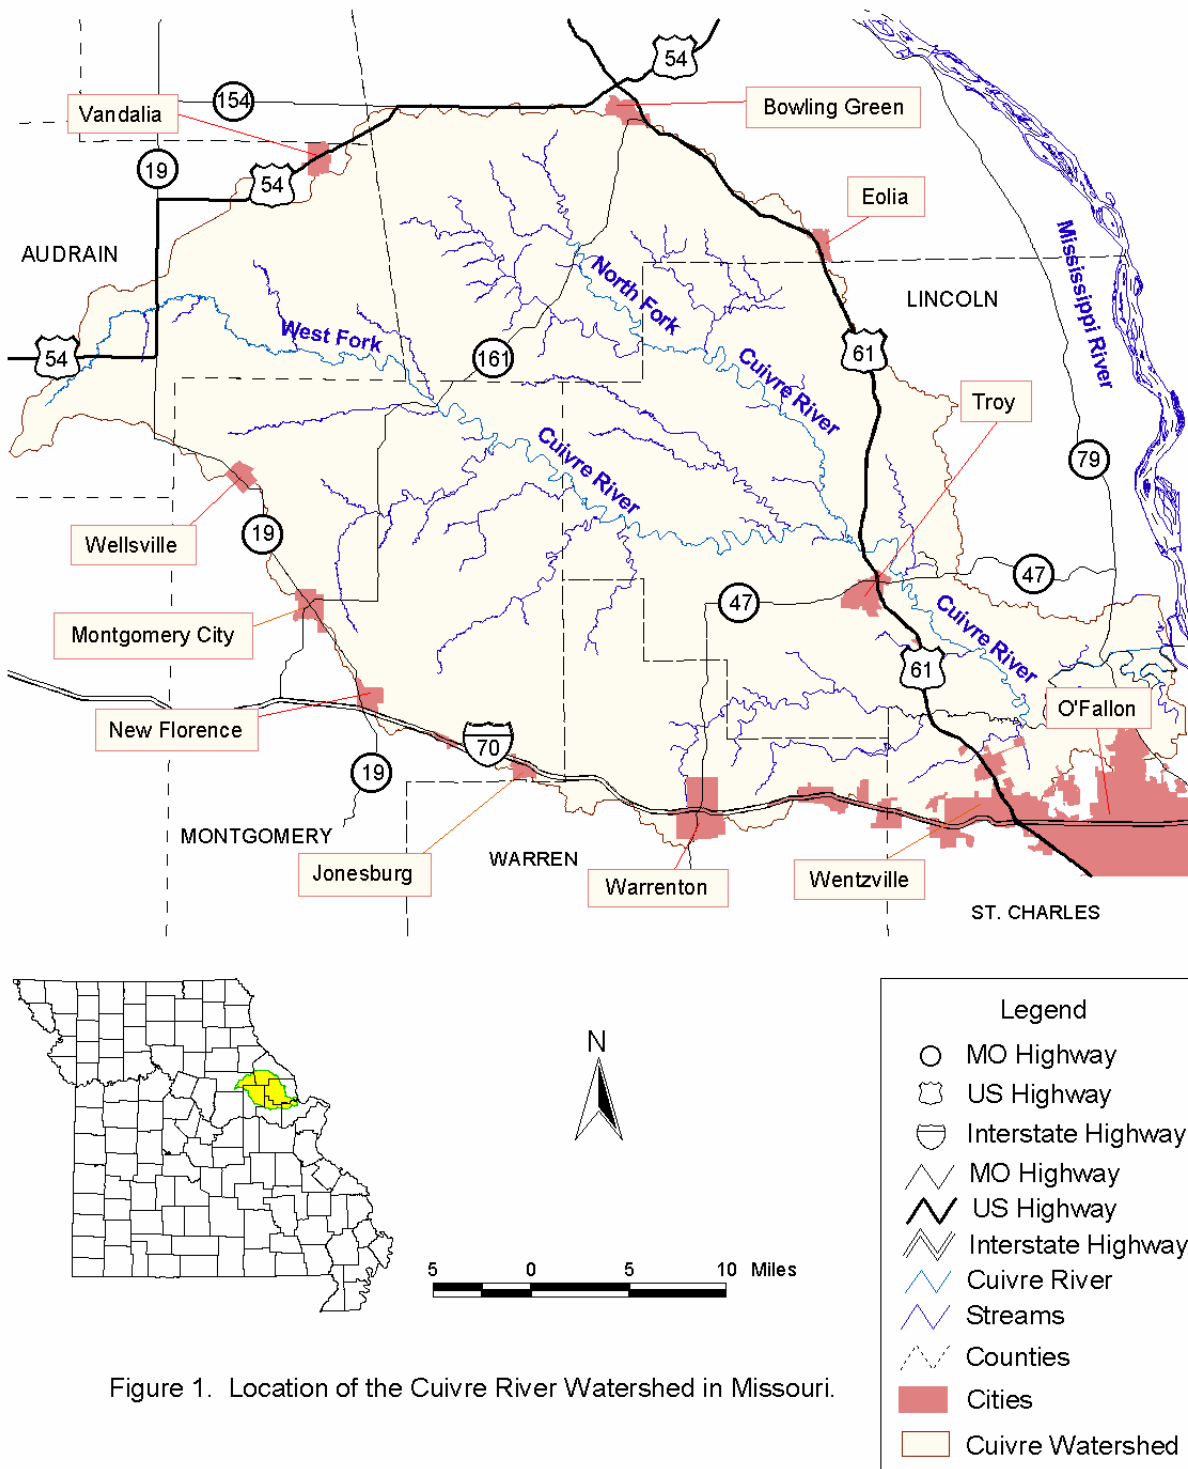 54
154
Vandalia
Bowling Green
19
54
Eolia
AUDRAIN
Mississippi River
North Fork
LINCOLN
West Fork
54
161
61
Cuivre River
Troy
Cuivre River
79
Wellsville
19
47
47
Montgomery City
Cuivre River
61
New Florence
O'Fallon
70
19
MONTGOMERY
Jonesburg
WARREN
Warrenton
Wentzville
ST. CHARLES
Legend
MO Highway
US Highway
Interstate Highway
MO Highway
US Highway
Interstate Highway
Cuivre River
Streams
Counties
Cities
Cuivre Watershed
N
5 0 5 10 Miles
Figure 1. Location of the Cuivre River Watershed in Missouri.